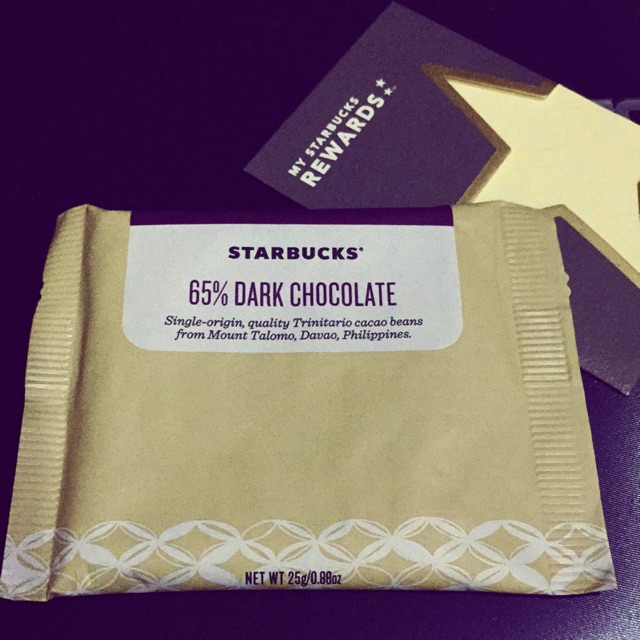 MY STARBUCKS
REWARDS
STARBUCKS®
65% DARK CHOCOLATE
Single-origin, quality Trinitario cacao beans
from Mount Talomo, Davao, Philippines.
NET WT 25g/0.88oz